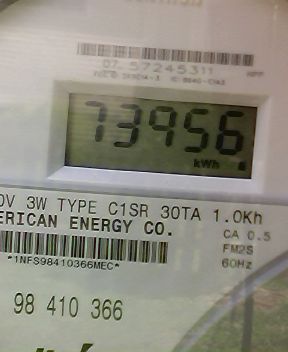 07 57245311
73956
kWh
0V 3W TYPE C1SR 30TA 1.0Kh
ERICAN ENERGY CO.
CA 0.5
FM2S
*1NFS98410366MEC*
60Hz
98 410 366